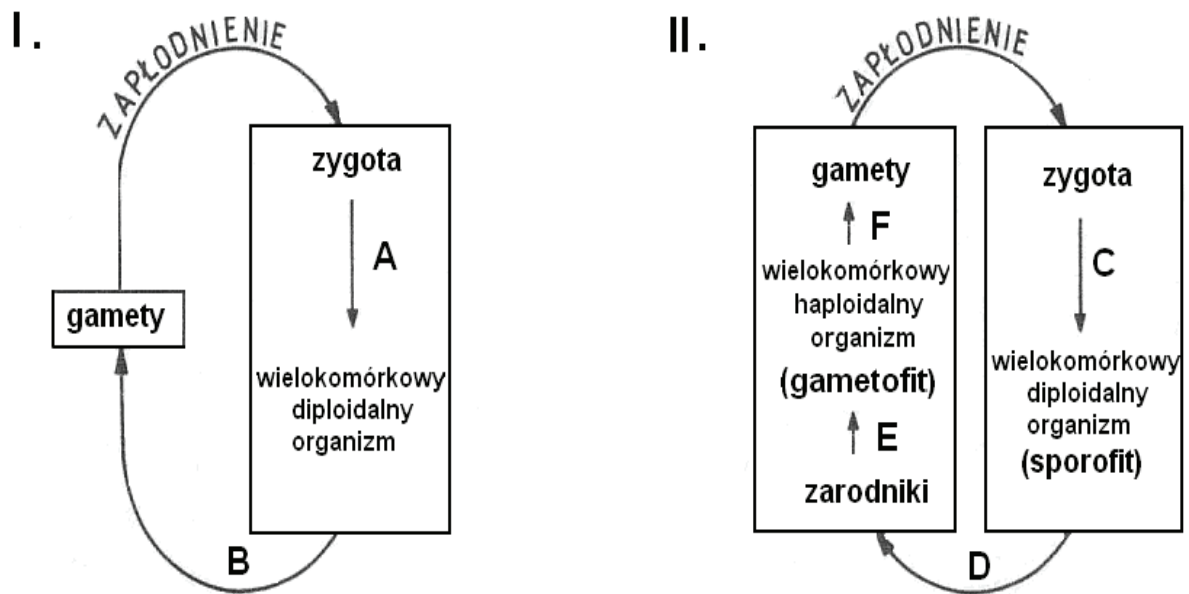 I.
ZAPŁODNIENIE
zygota
A
gamety
wielokomórkowy
diploidalny
organizm
B
II.
ZAPŁODNIENIE
gamety
F
wielokomórkowy
haploidalny
organizm
(gametofit)
E
zarodniki
zygota
C
wielokomórkowy
diploidalny
organizm
(sporofit)
D